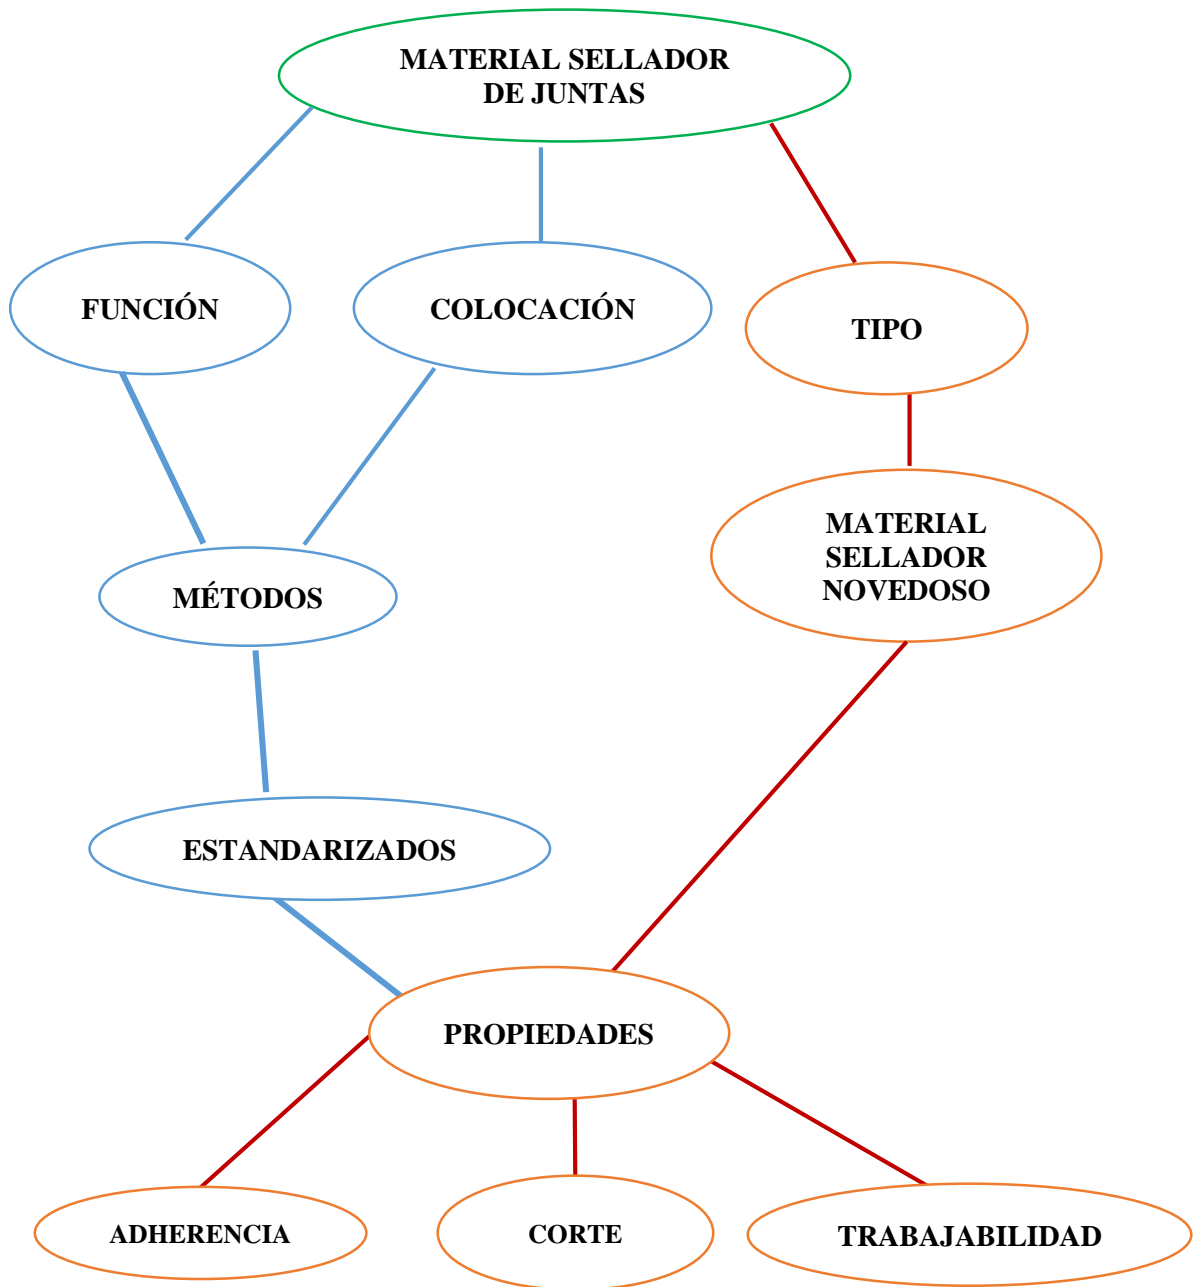 MATERIAL SELLADOR
DE JUNTAS
FUNCIÓN
COLOCACIÓN
TIPO
MATERIAL
SELLADOR
NOVEDOSO
MÉTODOS
ESTANDARIZADOS
PROPIEDADES
ADHERENCIA
CORTE
TRABAJABILIDAD